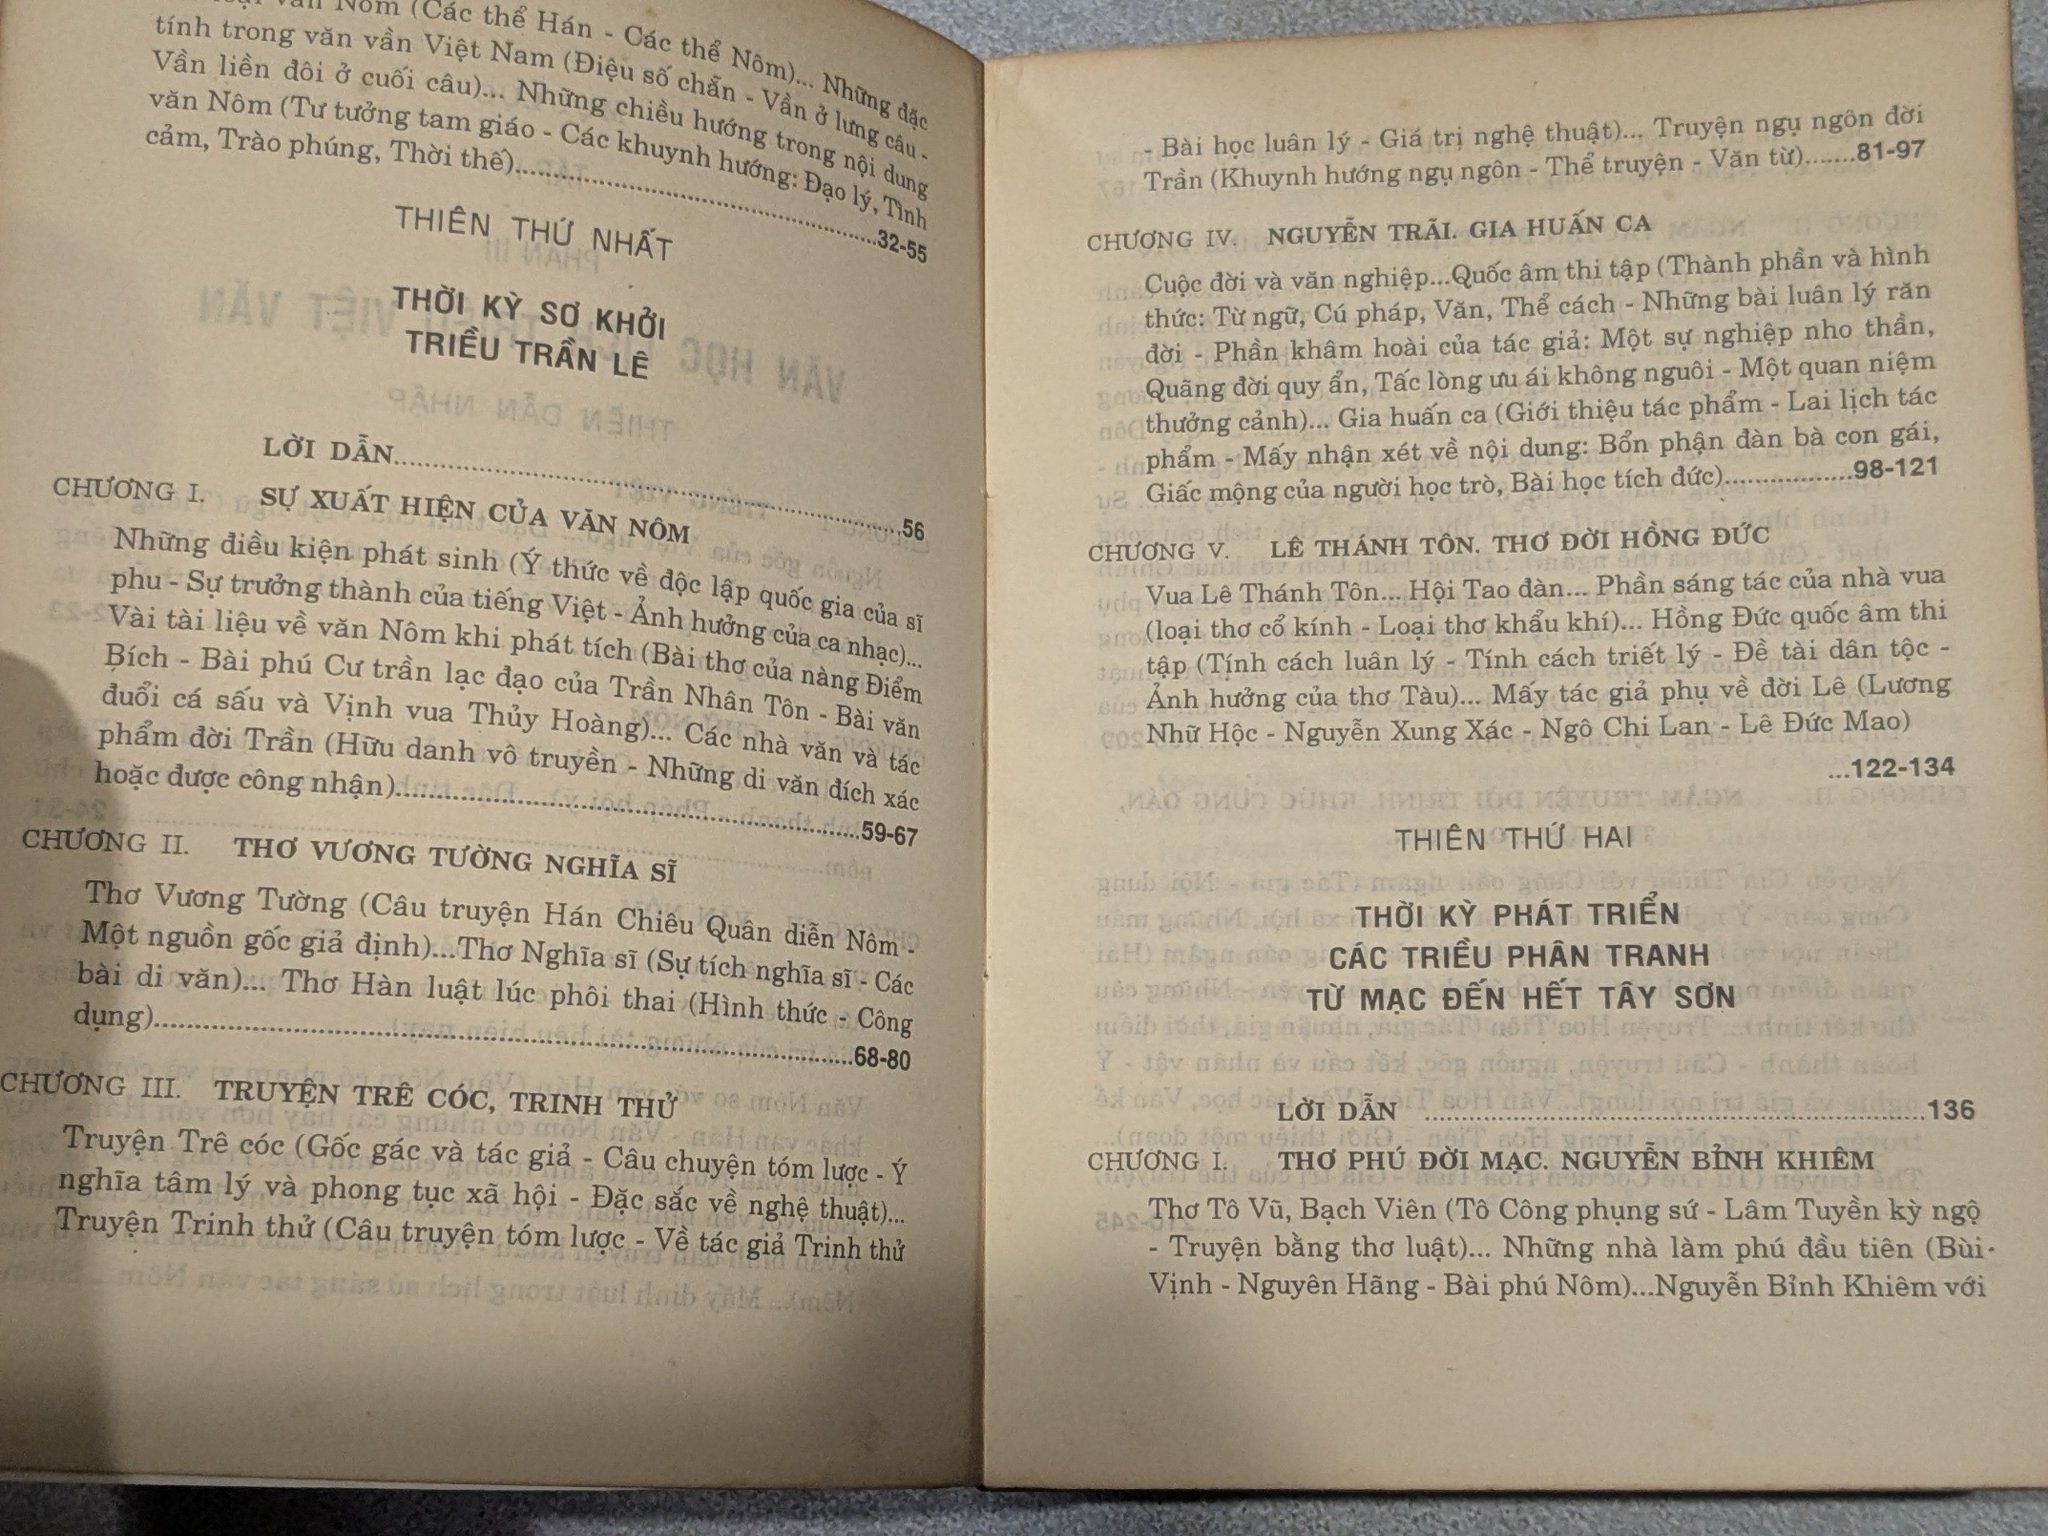 văn Nôm (Các thể Hán - Các thể Nôm)... Những đặc
tính trong văn vần Việt Nam (Điệu số chẵn - Vần ở lưng câu -
Vần liền đôi ở cuối câu)... Những chiều hướng trong nội dung
văn Nôm (Tư tưởng tam giáo - Các khuynh hướng: Đạo lý, Tình
cảm, Trào phúng, Thời thế)...32-55
THIÊN THỨ NHẤT
THỜI KỲ SƠ KHỞI
TRIỀU TRẦN LÊ
LỜI DẪN...56
CHƯƠNG I. SỰ XUẤT HIỆN CỦA VĂN NÔM
Những điều kiện phát sinh (Ý thức về độc lập quốc gia của sĩ
phu - Sự trưởng thành của tiếng Việt - Ảnh hưởng của ca nhạc)...
Vài tài liệu về văn Nôm khi phát tích (Bài thơ của nàng Điểm
Bích - Bài phú Cư trần lạc đạo của Trần Nhân Tôn - Bài văn
đuổi cá sấu và Vịnh vua Thủy Hoàng)... Các nhà văn và tác
phẩm đời Trần (Hữu danh vô truyền - Những di văn đích xác
hoặc được công nhận)...59-67
CHƯƠNG II. THƠ VƯƠNG TƯỜNG NGHĨA SĨ
Thơ Vương Tường (Câu truyện Hán Chiêu Quân diễn Nôm -
Một nguồn gốc giả định)...Thơ Nghĩa sĩ (Sự tích nghĩa sĩ - Các
bài di văn)... Thơ Hàn luật lúc phôi thai (Hình thức - Công
dụng)...68-80
CHƯƠNG III. TRUYỆN TRÊ CÓC, TRINH THỬ
Truyện Trê cóc (Gốc gác và tác giả - Câu chuyện tóm lược - Ý
nghĩa tâm lý và phong tục xã hội - Đặc sắc về nghệ thuật)...
Truyện Trinh thử (Câu truyện tóm lược - Về tác giả Trinh thử
- Bài học luân lý - Giá trị nghệ thuật)... Truyện ngụ ngôn đời
Trần (Khuynh hướng ngụ ngôn - Thể truyện - Văn từ).......81-97
CHƯƠNG IV. NGUYỄN TRÃI. GIA HUẤN CA
Cuộc đời và văn nghiệp...Quốc âm thi tập (Thành phần và hình
thức: Từ ngữ, Cú pháp, Văn, Thể cách - Những bài luân lý răn
đời - Phần khâm hoài của tác giả: Một sự nghiệp nho thần,
Quãng đời quy ẩn, Tấc lòng ưu ái không nguôi - Một quan niệm
thưởng cảnh)... Gia huấn ca (Giới thiệu tác phẩm - Lai lịch tác
phẩm - Mấy nhận xét về nội dung: Bổn phận đàn bà con gái,
Giấc mộng của người học trò, Bài học tích đức)...98-121
CHƯƠNG V. LÊ THÁNH TÔN. THƠ ĐỜI HỒNG ĐỨC
Vua Lê Thánh Tôn... Hội Tao đàn... Phần sáng tác của nhà vua
(loại thơ cổ kính - Loại thơ khẩu khí)... Hồng Đức quốc âm thi
tập (Tính cách luân lý - Tính cách triết lý - Đề tài dân tộc -
Ảnh hưởng của thơ Tàu)... Mấy tác giả phụ về đời Lê (Lương
Nhữ Hộc - Nguyễn Xung Xác - Ngô Chi Lan - Lê Đức Mao)
...122-134
THIÊN THỨ HAI
THỜI KỲ PHÁT TRIỂN
CÁC TRIỀU PHÂN TRANH
TỪ MẠC ĐẾN HẾT TÂY SƠN
LỜI DẪN ...136
CHƯƠNG I. THƠ PHÚ ĐỜI MẠC. NGUYỄN BỈNH KHIÊM
Thơ Tô Vũ, Bạch Viên (Tô Công phụng sứ - Lâm Tuyền kỳ ngộ
- Truyện bằng thơ luật)... Những nhà làm phú đầu tiên (Bùi
Vịnh - Nguyên Hãng - Bài phú Nôm)...Nguyễn Bỉnh Khiêm với